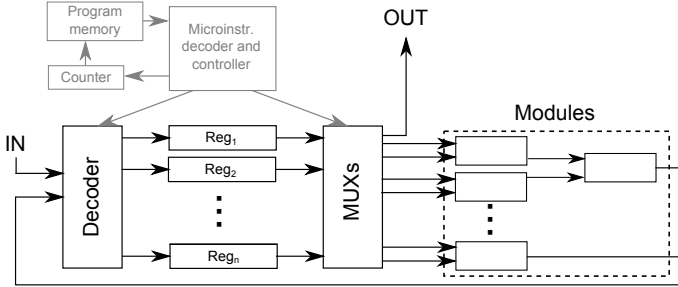 Program
memory
Microinstr.
decoder and
controller
Counter
OUT
Modules
IN
Decoder
Reg1
Reg2
Regn
MUXs